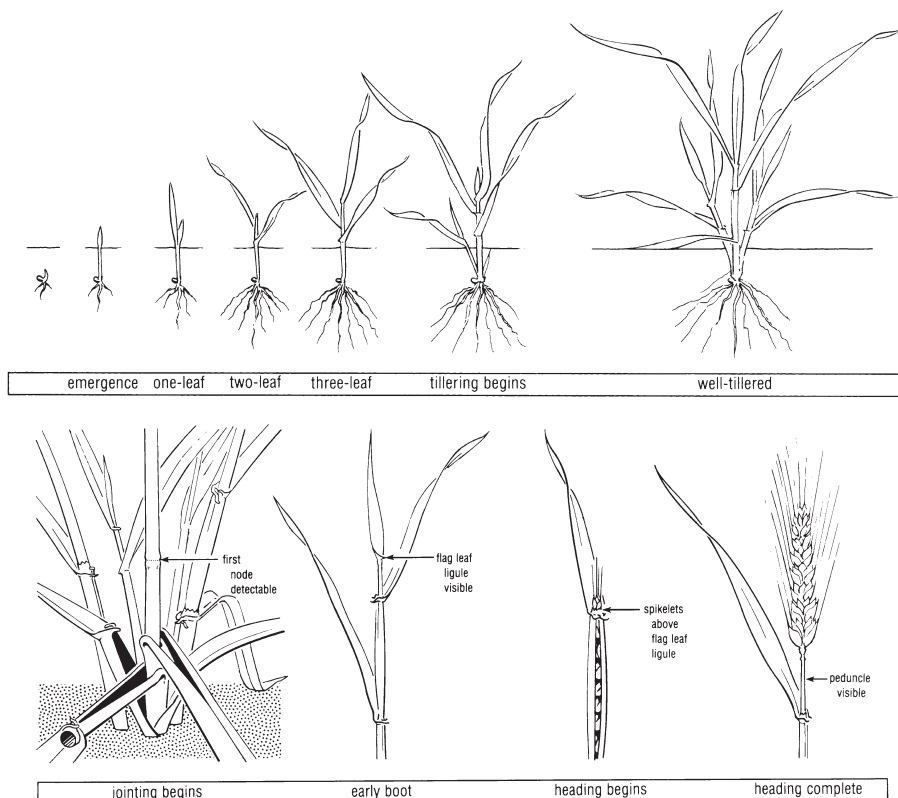 emergence one-leaf two-leaf three-leaf tillering begins well-tillered
first
node
detectable
flag leaf
ligule
visible
spikelets
above
flag leaf
ligule
peduncle
visible
jointing begins early boot heading begins heading complete